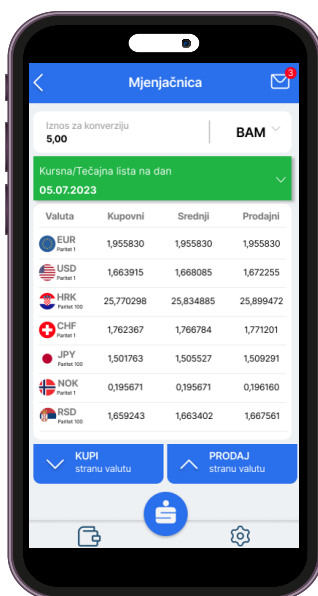 Mjenjačnica
3
Iznos za konverziju
5,00
BAM
Kursna/Tečajna lista na dan
05.07.2023
Valuta Kupovni Srednji Prodajni
EUR 1,955830 1,955830 1,955830
Paritet 1
USD 1,663915 1,668085 1,672255
Paritet 1
HRK 25,770298 25,834885 25,899472
Paritet 100
CHF 1,762367 1,766784 1,771201
Paritet 1
JPY 1,501763 1,505527 1,509291
Paritet 100
NOK 0,195671 0,195671 0,196160
Paritet 1
RSD 1,659243 1,663402 1,667561
Paritet 100
KUPI
stranu valutu
PRODAJ
stranu valutu